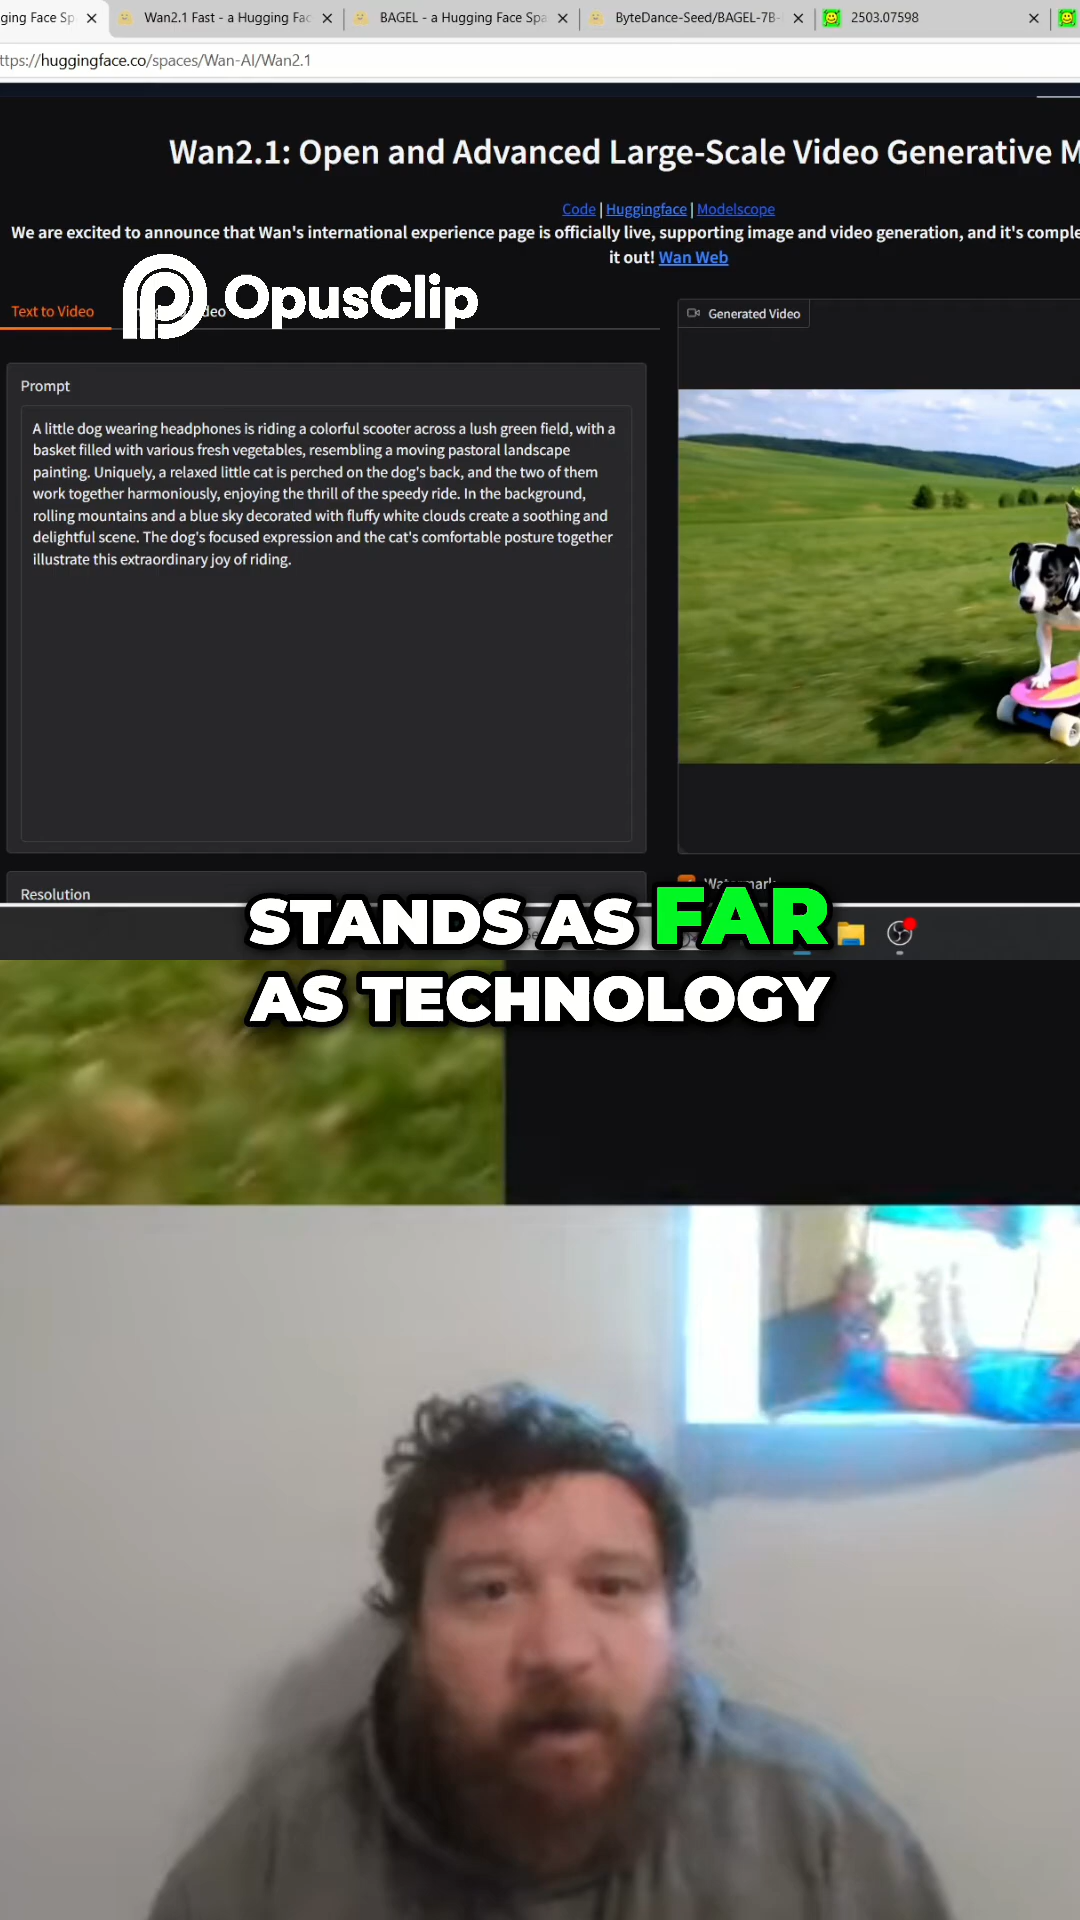 ging Face Sp
Wan2.1 Fast - a Hugging Fac
BAGEL - a Hugging Face Spa
ByteDance-Seed/BAGEL-7B-
2503.07598
ttps://huggingface.co/spaces/Wan-AI/Wan2.1
Wan2.1: Open and Advanced Large-Scale Video Generative M
Code | Huggingface | Modelscope
We are excited to announce that Wan's international experience page is officially live, supporting image and video generation, and it's comple
it out! Wan Web
OpusClip
Text to Video
Generated Video
Prompt
A little dog wearing headphones is riding a colorful scooter across a lush green field, with a
basket filled with various fresh vegetables, resembling a moving pastoral landscape
painting. Uniquely, a relaxed little cat is perched on the dog's back, and the two of them
work together harmoniously, enjoying the thrill of the speedy ride. In the background,
rolling mountains and a blue sky decorated with fluffy white clouds create a soothing and
delightful scene. The dog's focused expression and the cat's comfortable posture together
illustrate this extraordinary joy of riding.
Watermark
Resolution
STANDS AS FAR
AS TECHNOLOGY